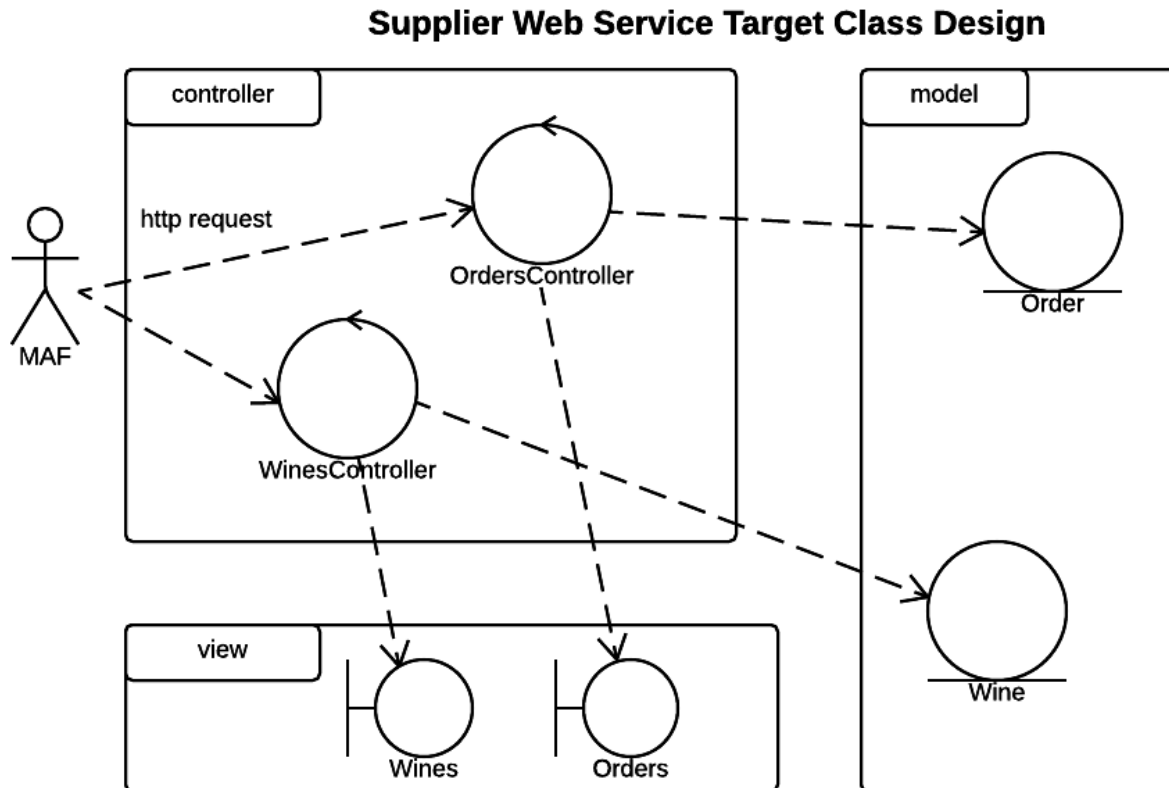 Supplier Web Service Target Class Design
controller
model
http request
OrdersController
Order
MAF
WinesController
view
Wine
Wines
Orders